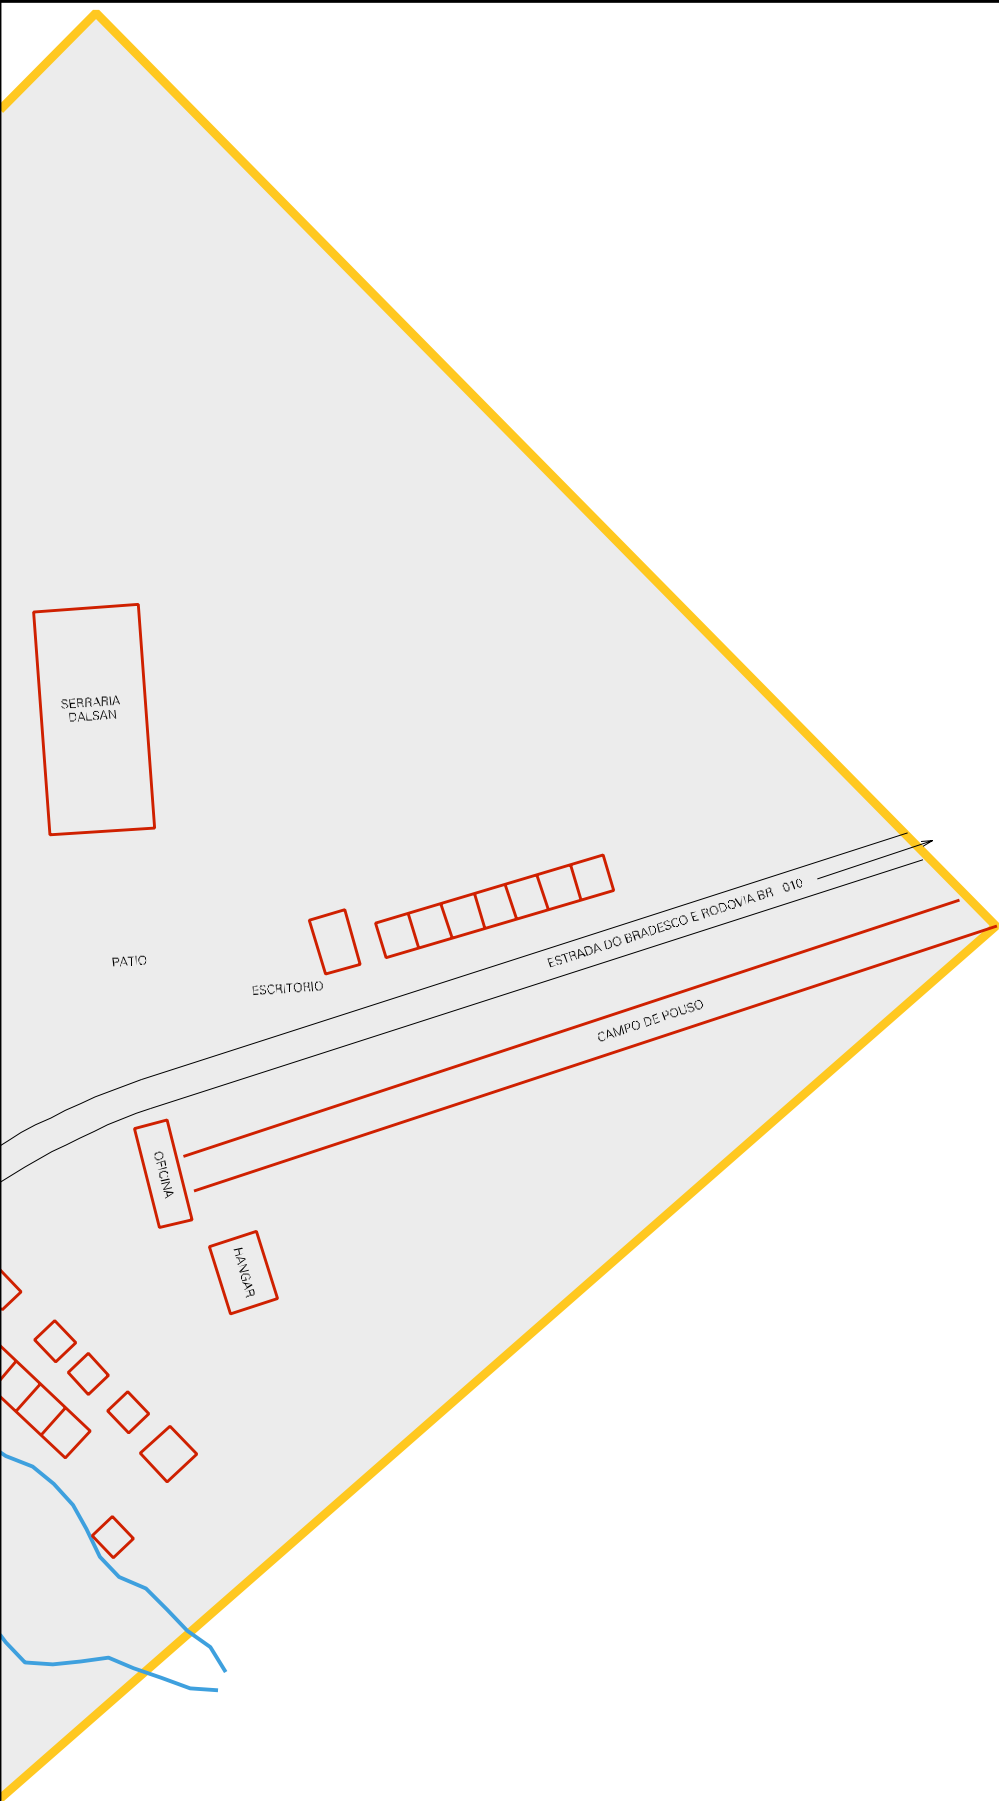 SERRARIA
DALSAN
ESTRADA DO BRADESCO E RODOVIA BR 010
PATIO
ESCRITORIO
CAMPO DE POUSO
OFICINA
HANGAR